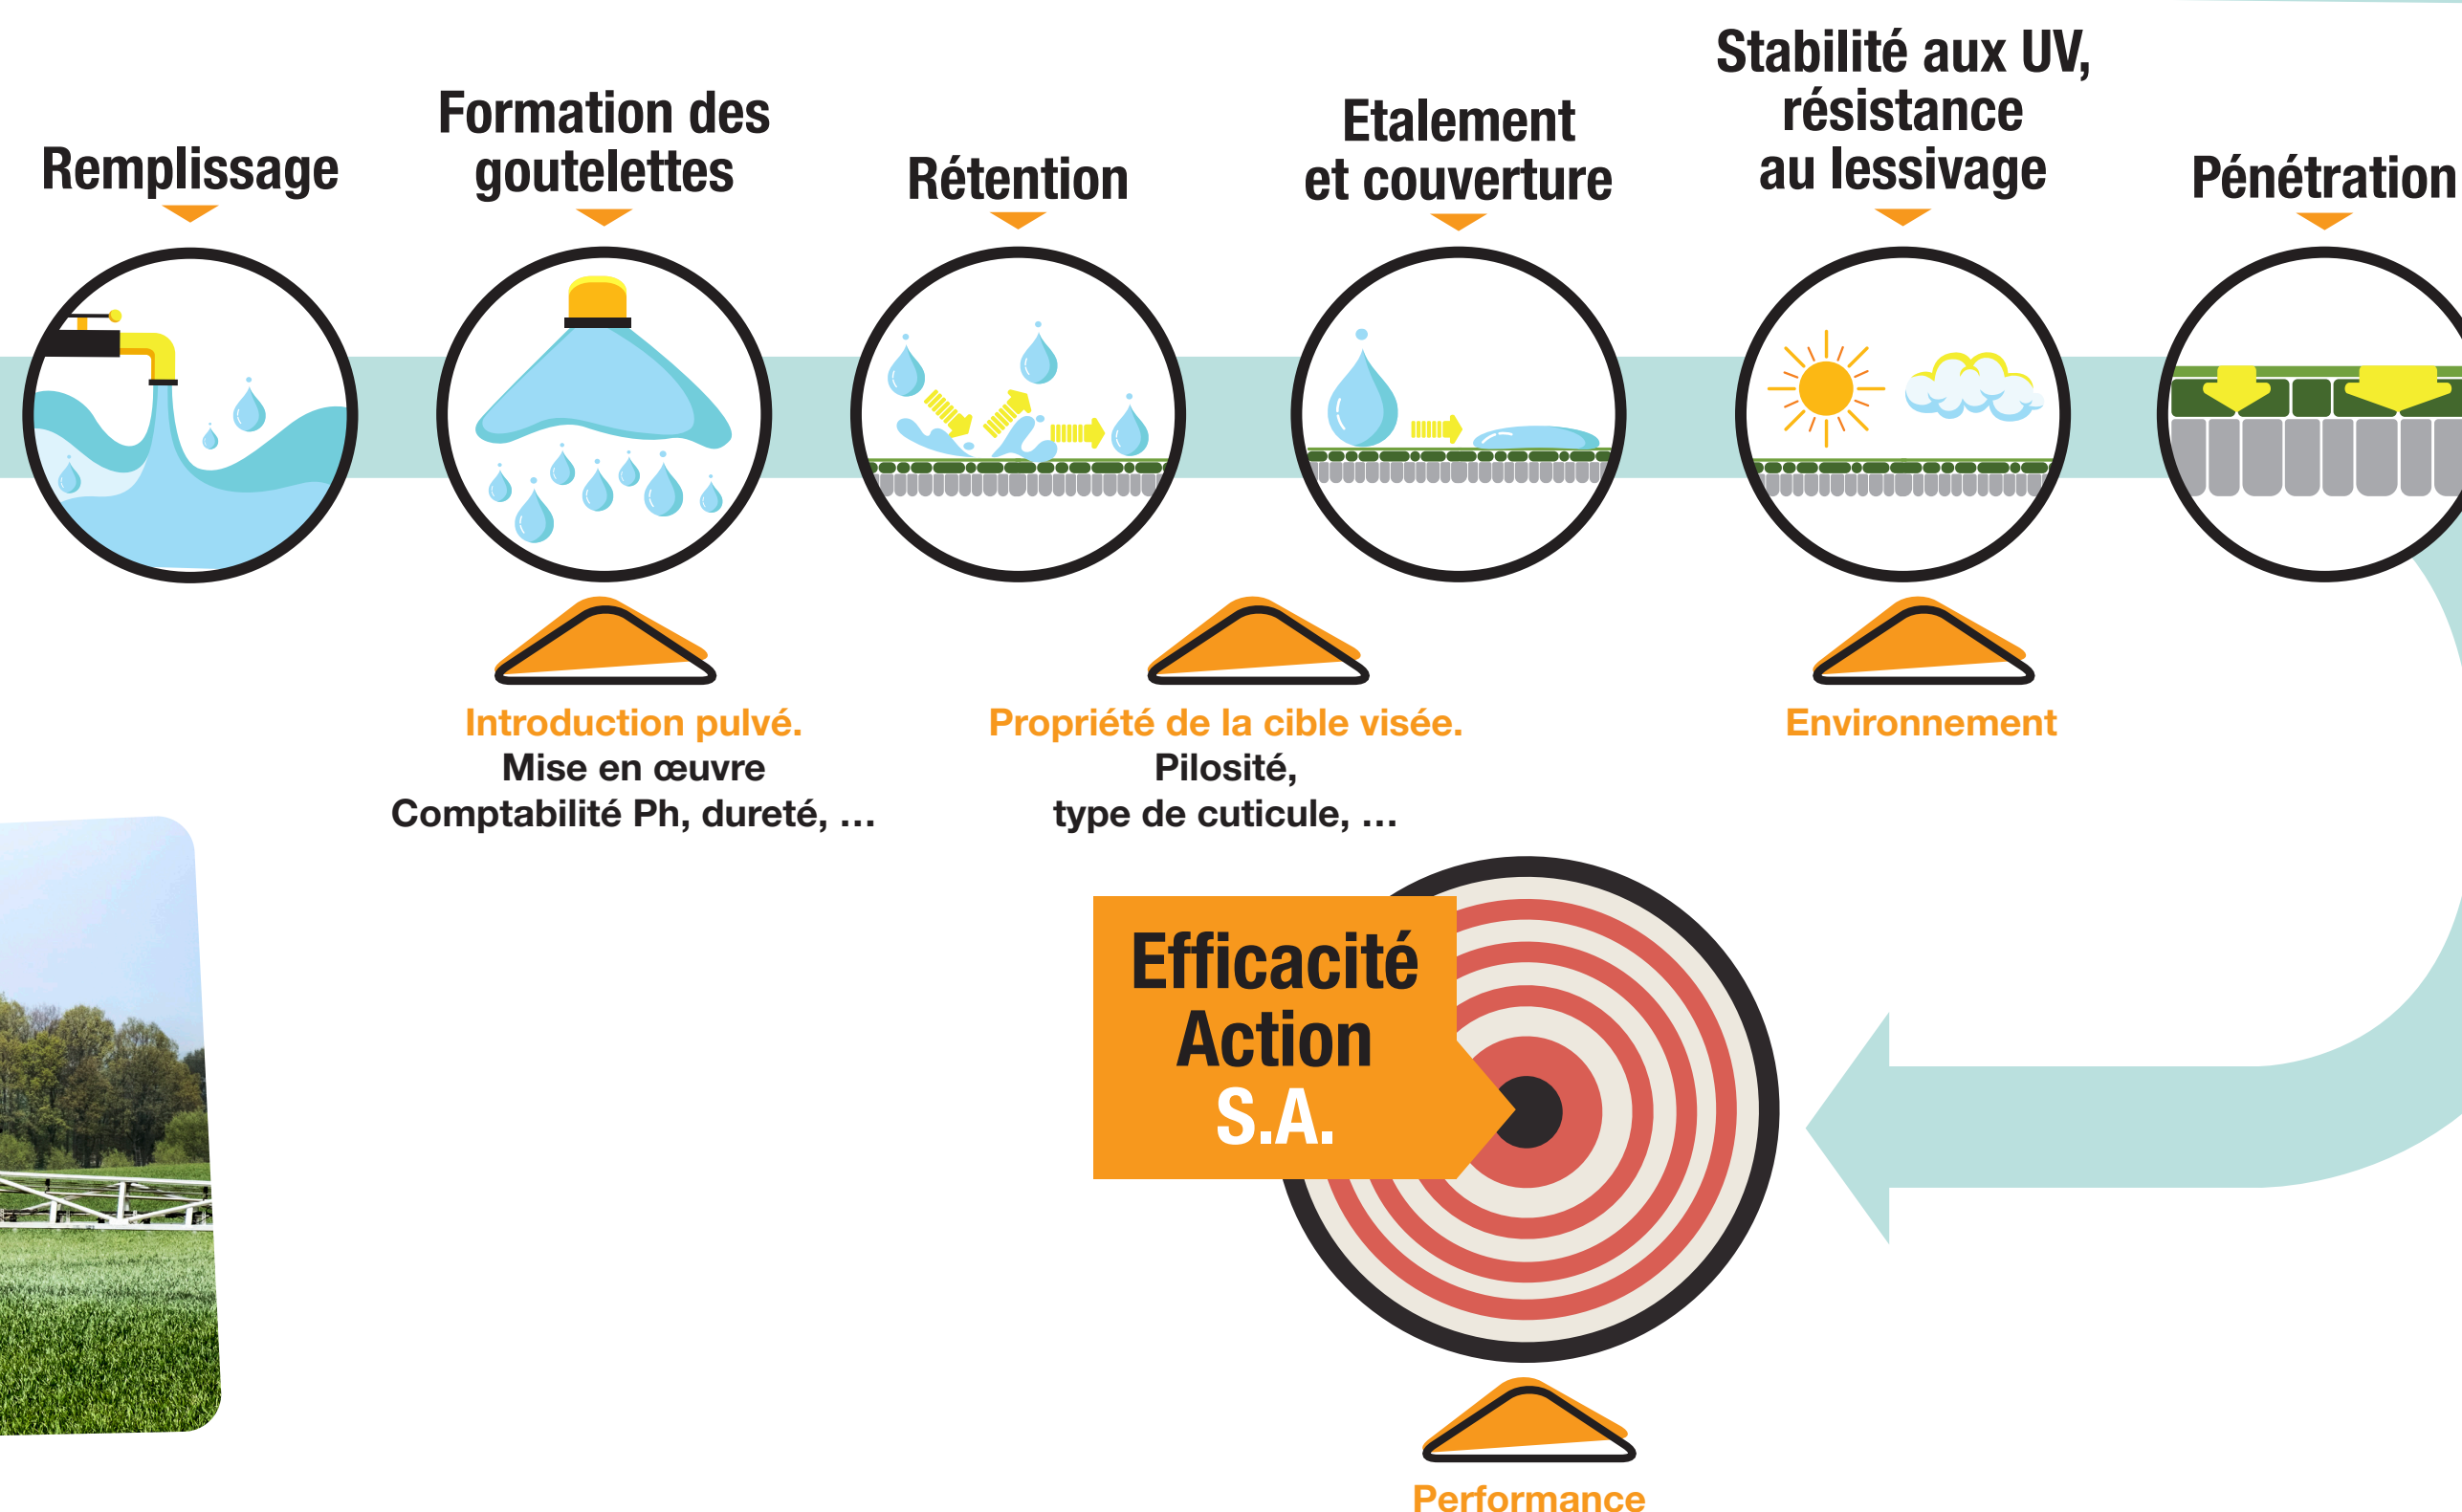 Remplissage
Formation des
goutelettes
Rétention
Etalement
et couverture
Stabilité aux UV,
résistance
au lessivage
Pénétration
Introduction pulvé.
Mise en œuvre
Comptabilité Ph, dureté, ...
Propriété de la cible visée.
Pilosité,
type de cuticule, ...
Environnement
Efficacité
Action
S.A.
Performance